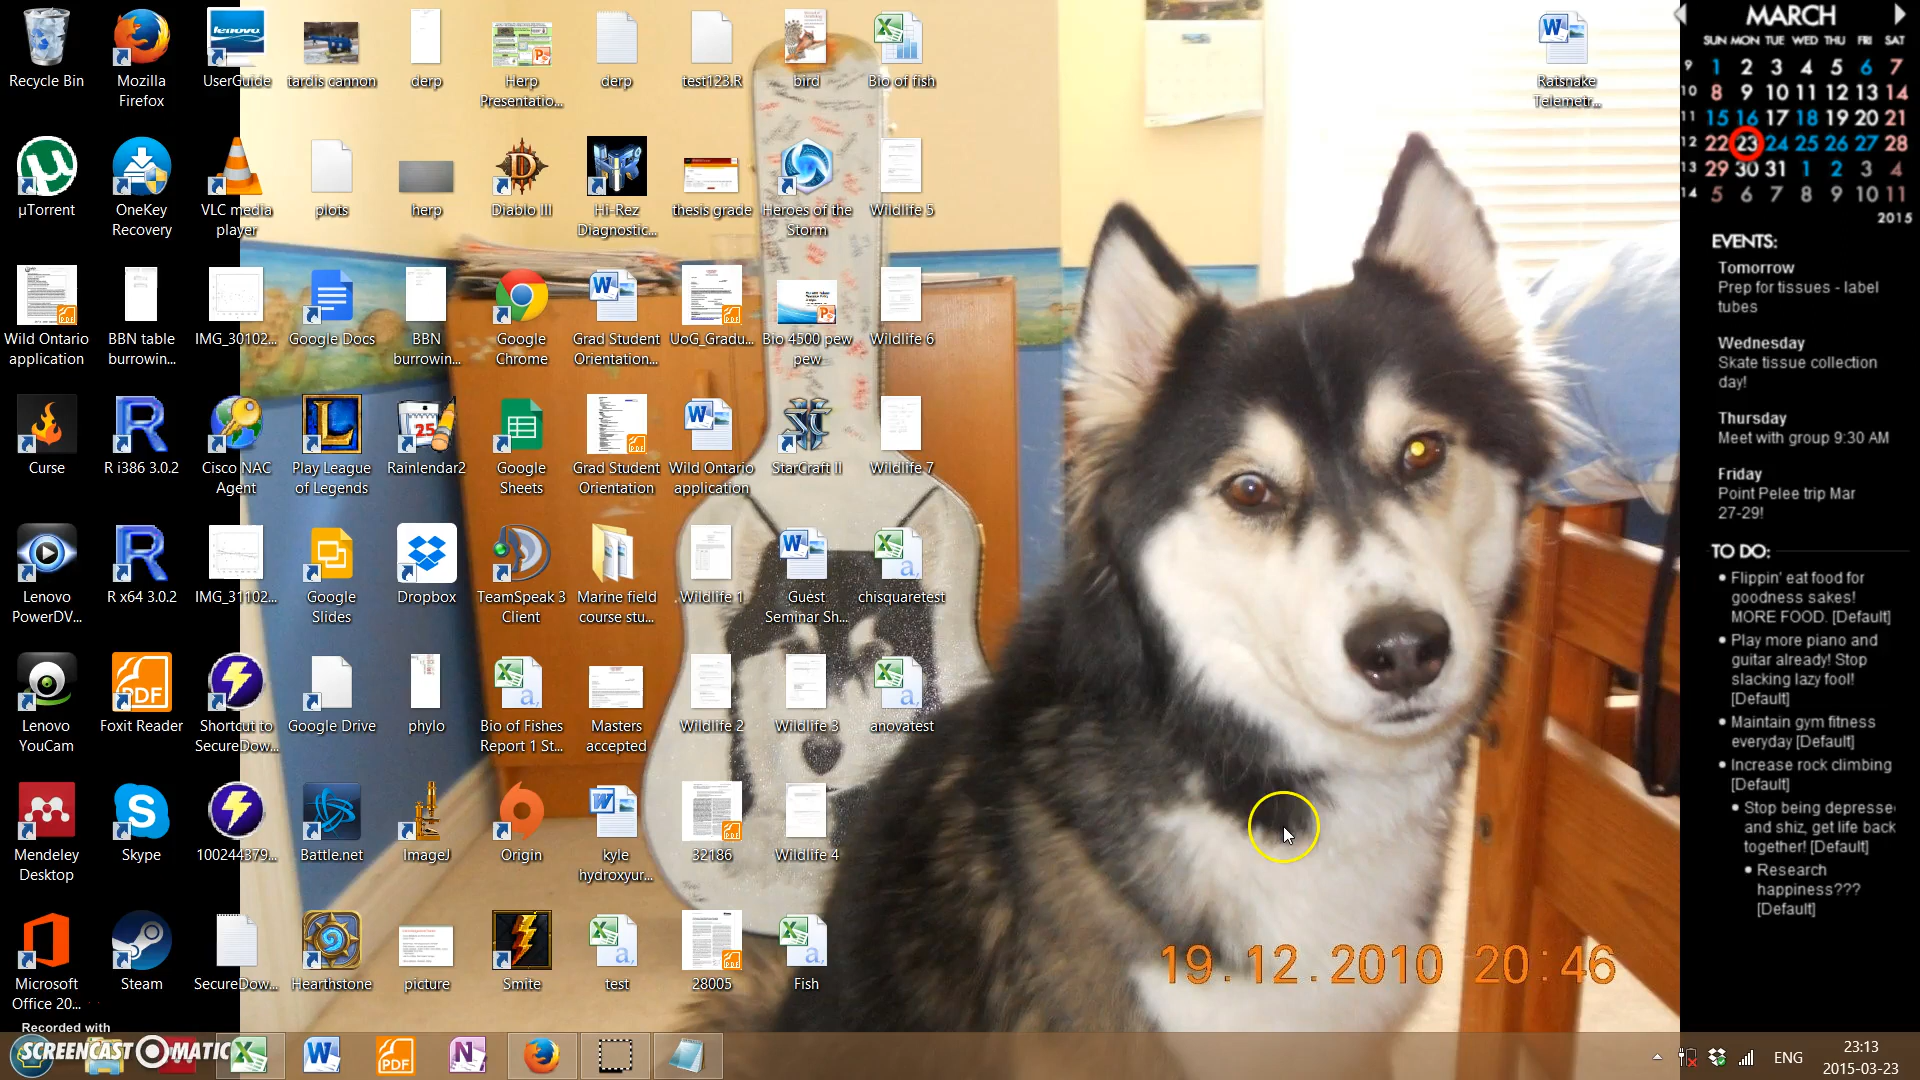 Recycle Bin
Mozilla
Firefox
lenovo
UserGuide
tardis cannon
derp
Herp
Presentatio...
derp
test123.R
bird
Bio of fish
Ratsnake
Telemetr...
µTorrent
OneKey
Recovery
VLC media
player
plots
herp
Diablo III
Hi-Rez
Diagnostic...
thesis grade
Heroes of the
Storm
Wildlife 5
Wild Ontario
application
BBN table
burrowin...
IMG_30102...
Google Docs
BBN
burrowin...
Google
Chrome
Grad Student
Orientation...
UoG_Gradu...
Bio 4500 pew
pew
Wildlife 6
Curse
R i386 3.0.2
Cisco NAC
Agent
Play League
of Legends
25
Rainlendar2
Google
Sheets
Grad Student
Orientation
Wild Ontario
application
StarCraft II
Wildlife 7
Lenovo
PowerDV...
R x64 3.0.2
IMG_31102...
Google
Slides
Dropbox
TeamSpeak 3
Client
Marine field
course stu...
Wildlife 1
Guest
Seminar Sh...
chisquaretest
Lenovo
YouCam
PDF
Foxit Reader
Shortcut to
SecureDow...
Google Drive
phylo
Bio of Fishes
Report 1 St...
Masters
accepted
Wildlife 2
Wildlife 3
anovatest
Mendeley
Desktop
Skype
100244379...
Battle.net
ImageJ
Origin
kyle
hydroxyur...
32186
Wildlife 4
Microsoft
Office 20...
Steam
SecureDow...
Hearthstone
picture
Smite
test
28005
Fish
19.12.2010 20:46
MARCH
SUN MON TUE WED THU FRI SAT
9 1 2 3 4 5 6 7
10 8 9 10 11 12 13 14
11 15 16 17 18 19 20 21
12 22 23 24 25 26 27 28
13 29 30 31 1 2 3 4
14 5 6 7 8 9 10 11
2015
EVENTS:
Tomorrow
Prep for tissues - label
tubes
Wednesday
Skate tissue collection
day!
Thursday
Meet with group 9:30 AM
Friday
Point Pelee trip Mar
27-29!
TO DO:
• Flippin' eat food for
goodness sakes!
MORE FOOD. [Default]
• Play more piano and
guitar already! Stop
slacking lazy fool!
[Default]
• Maintain gym fitness
everyday [Default]
• Increase rock climbing
[Default]
• Stop being depresse
and shiz, get life back
together! [Default]
• Research
happiness???
[Default]
Recorded with
SCREENCAST-O-MATIC
PDF
ENG
23:13
2015-03-23